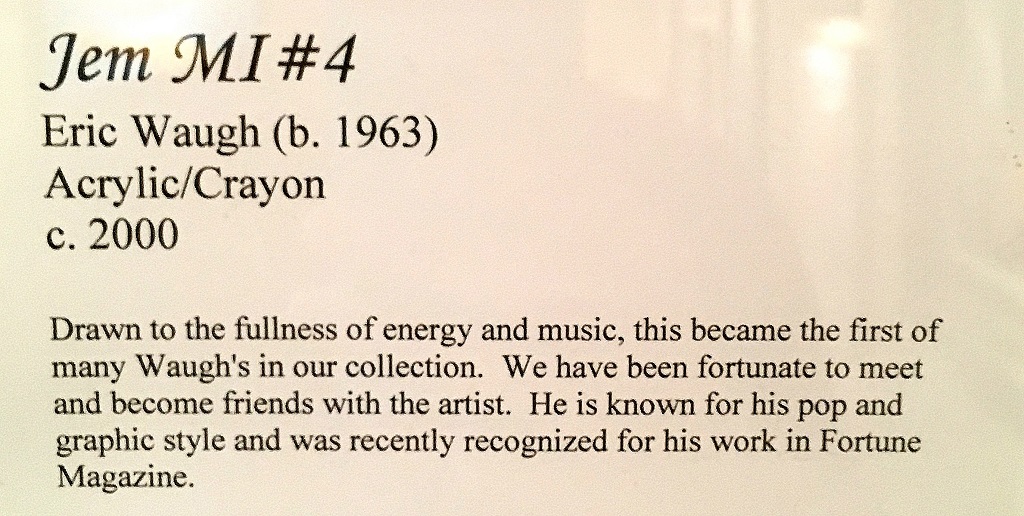 Jem MI #4
Eric Waugh (b. 1963)
Acrylic/Crayon
c. 2000
Drawn to the fullness of energy and music, this became the first of
many Waugh's in our collection.  We have been fortunate to meet
and become friends with the artist.  He is known for his pop and
graphic style and was recently recognized for his work in Fortune
Magazine.